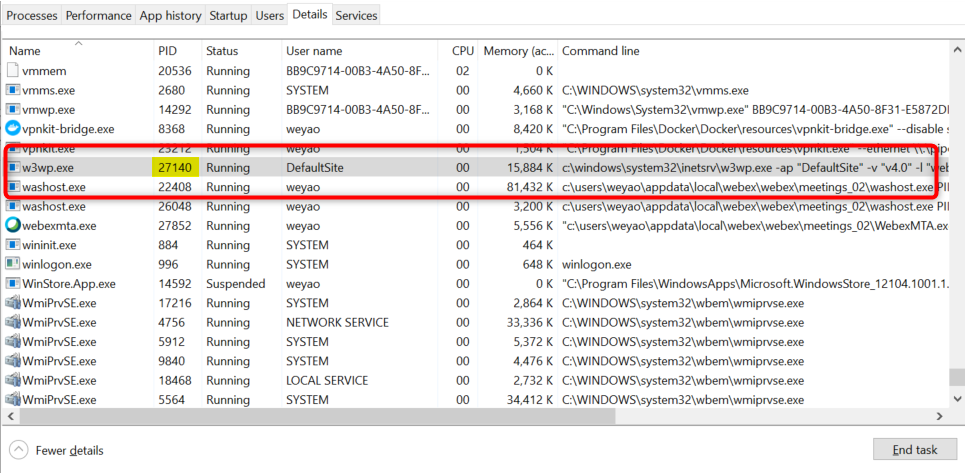 Processes Performance App history Startup Users Details Services
Name PID Status User name CPU Memory (ac... Command line
vmmem 20536 Running BB9C9714-00B3-4A50-8F... 02 0 K
vmms.exe 2680 Running SYSTEM 00 4,660 K C:\WINDOWS\system32\vmms.exe
vmwp.exe 14292 Running BB9C9714-00B3-4A50-8F... 00 3,168 K "C:\Windows\System32\vmwp.exe" BB9C9714-00B3-4A50-8F31-E5872DI
vpnkit-bridge.exe 8368 Running weyao 00 8,420 K "C:\Program Files\Docker\Docker\resources\vpnkit-bridge.exe" --disable s
vpnkit.exe 25212 Running weyao 00 1,504 K "C:\Program Files\Docker\Docker\resources\vpnkit.exe" --ethernet \\.\pipe
w3wp.exe 27140 Running DefaultSite 00 15,884 K c:\windows\system32\inetsrv\w3wp.exe -ap "DefaultSite" -v "v4.0" -l "web
washost.exe 22408 Running weyao 00 81,432 K c:\users\weyao\appdata\local\webex\webex\meetings_02\washost.exe PII
washost.exe 26048 Running weyao 00 3,200 K c:\users\weyao\appdata\local\webex\webex\meetings_02\washost.exe PII
webexmta.exe 27852 Running weyao 00 5,556 K "c:\users\weyao\appdata\local\webex\webex\meetings_02\WebexMTA.ex
wininit.exe 884 Running SYSTEM 00 464 K
winlogon.exe 996 Running SYSTEM 00 648 K winlogon.exe
WinStore.App.exe 14592 Suspended weyao 00 0 K "C:\Program Files\WindowsApps\Microsoft.WindowsStore_12104.1001.1.
WmiPrvSE.exe 17216 Running SYSTEM 00 2,864 K C:\WINDOWS\system32\wbem\wmiprvse.exe
WmiPrvSE.exe 4756 Running NETWORK SERVICE 00 33,336 K C:\WINDOWS\system32\wbem\wmiprvse.exe
WmiPrvSE.exe 5912 Running SYSTEM 00 5,372 K C:\WINDOWS\system32\wbem\wmiprvse.exe
WmiPrvSE.exe 9840 Running SYSTEM 00 4,476 K C:\WINDOWS\system32\wbem\wmiprvse.exe
WmiPrvSE.exe 18468 Running LOCAL SERVICE 00 2,732 K C:\WINDOWS\system32\wbem\wmiprvse.exe
WmiPrvSE.exe 5564 Running SYSTEM 00 34,412 K C:\WINDOWS\system32\wbem\wmiprvse.exe
Fewer details End task